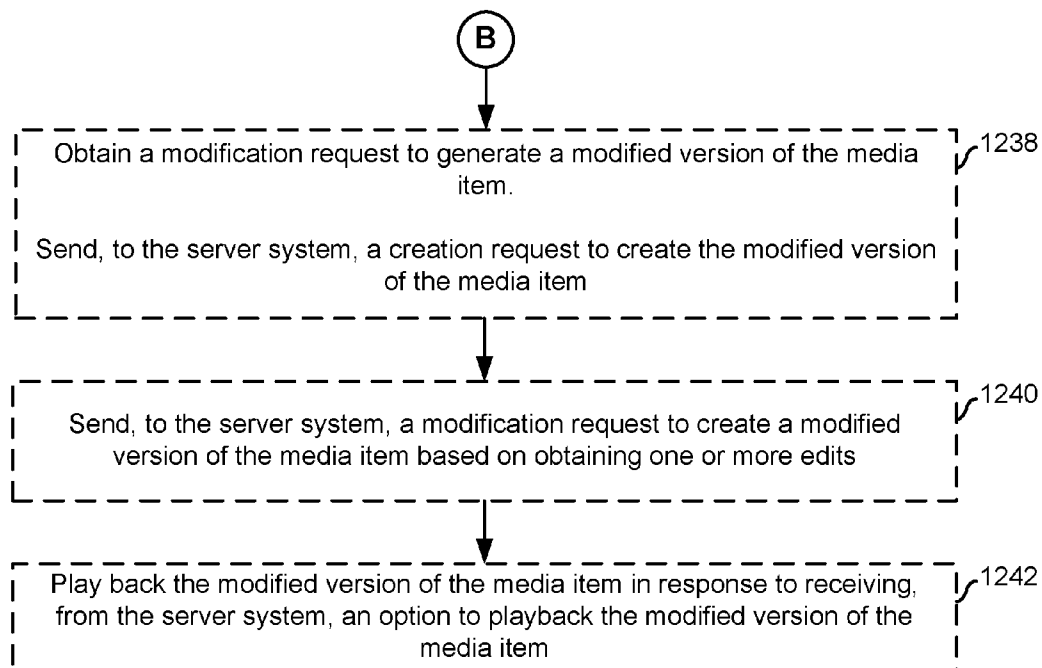 B
Obtain a modification request to generate a modified version of the media
item.
1238
Send, to the server system, a creation request to create the modified version
of the media item
1240
Send, to the server system, a modification request to create a modified
version of the media item based on obtaining one or more edits
1242
Play back the modified version of the media item in response to receiving,
from the server system, an option to playback the modified version of the
media item